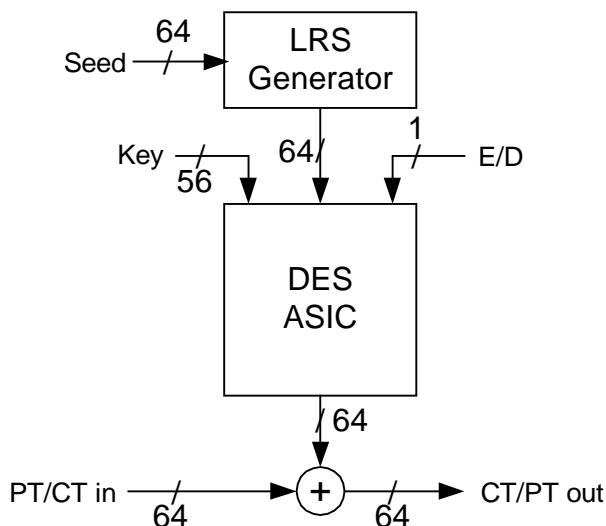 64
Seed
LRS
Generator
64
1
Key
56
E/D
DES
ASIC
64
PT/CT in
64
+
64
CT/PT out